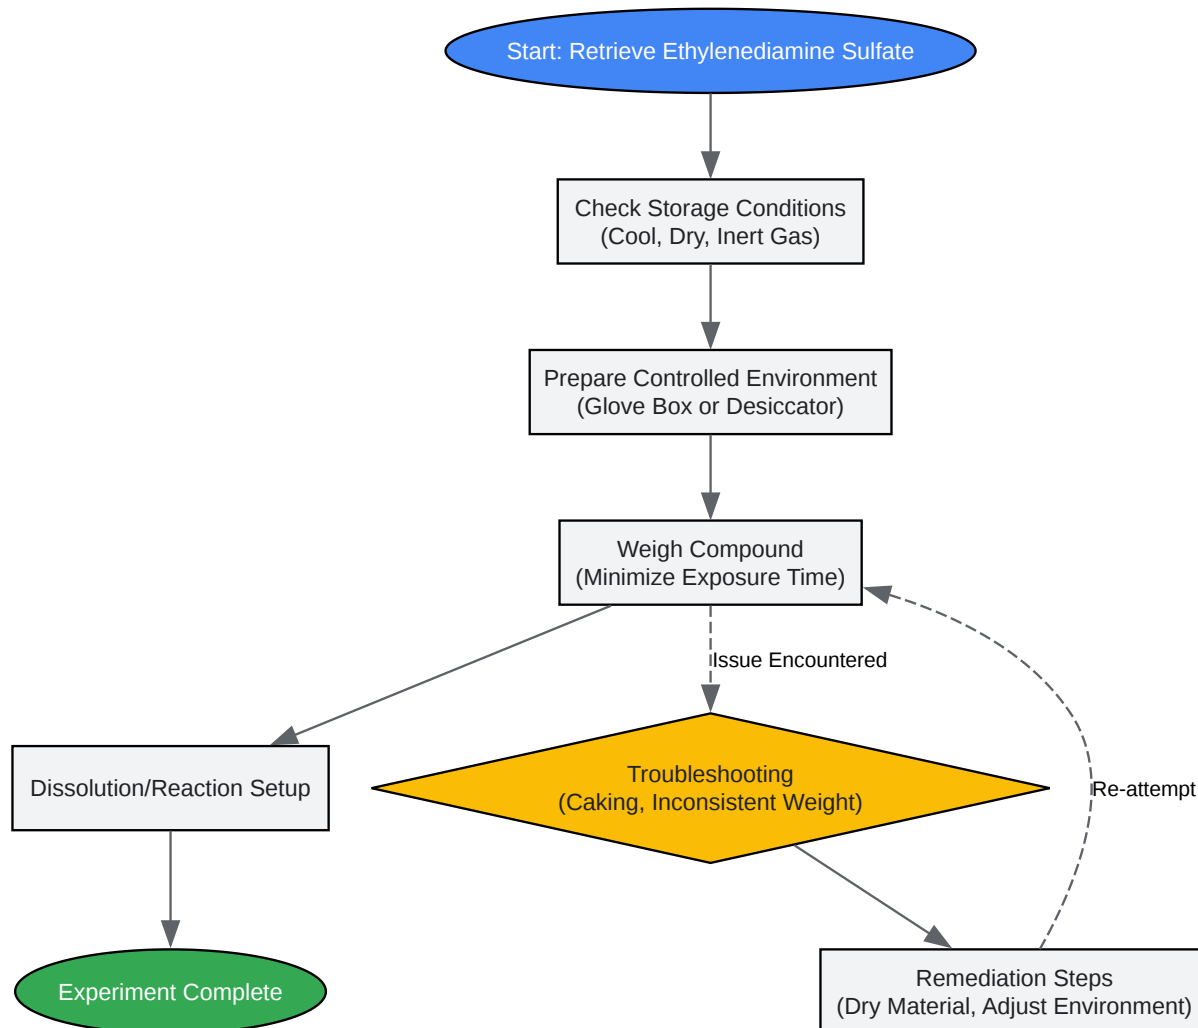 Start: Retrieve Ethylenediamine Sulfate
Check Storage Conditions
(Cool, Dry, Inert Gas)
Prepare Controlled Environment
(Glove Box or Desiccator)
Weigh Compound
(Minimize Exposure Time)
Issue Encountered
Dissolution/Reaction Setup
Troubleshooting
(Caking, Inconsistent Weight)
Re-attempt
Experiment Complete
Remediation Steps
(Dry Material, Adjust Environment)